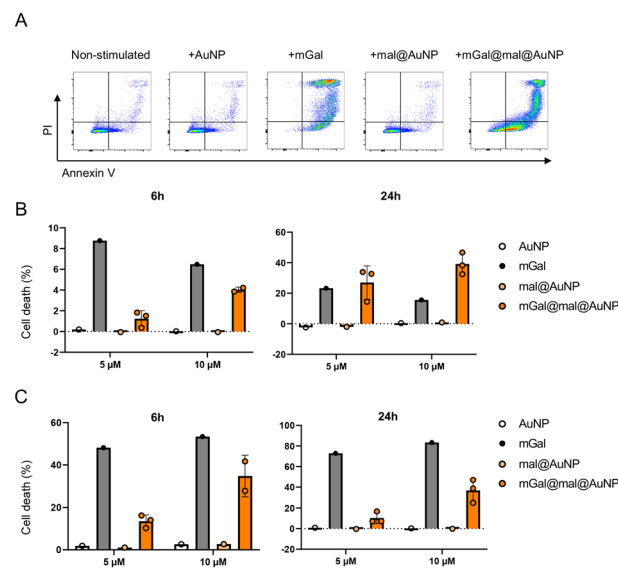 A
Non-stimulated +AuNP +mGal +mal@AuNP +mGal@mal@AuNP
PI
Annexin V
B
6h 24h
Cell death (%)
10
8
6
4
2
0
-2
5 µM 10 µM
60
40
20
0
-20
5 µM 10 µM
AuNP
mGal
mal@AuNP
mGal@mal@AuNP
C
6h 24h
Cell death (%)
60
40
20
0
5 µM 10 µM
100
80
60
40
20
0
-20
5 µM 10 µM
AuNP
mGal
mal@AuNP
mGal@mal@AuNP